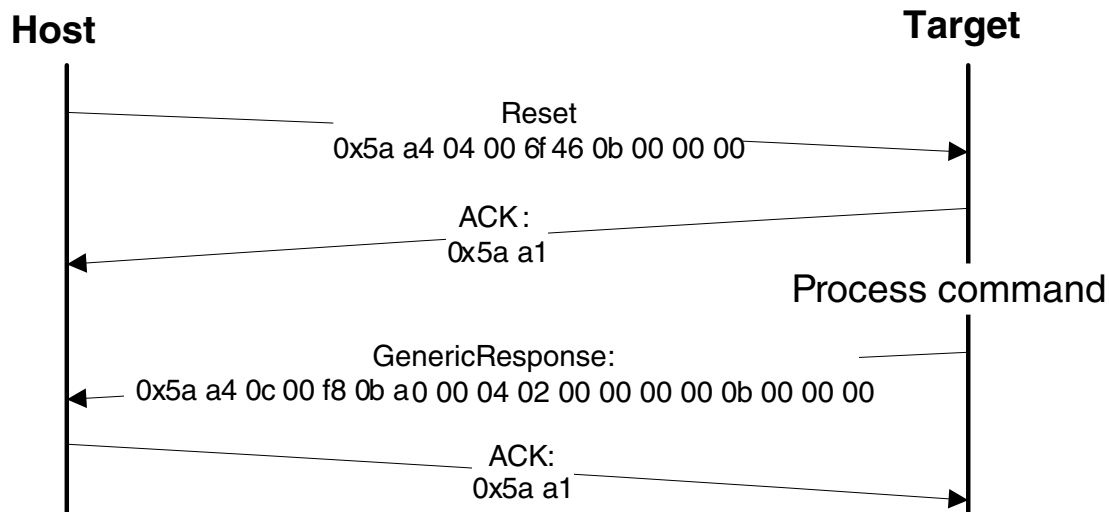 Host
Target
Reset
0x5a a4 04 00 6f 46 0b 00 00 00
ACK:
0x5a a1
Process command
GenericResponse:
0x5a a4 0c 00 f8 0b a0 00 04 02 00 00 00 00 0b 00 00 00
ACK:
0x5a a1